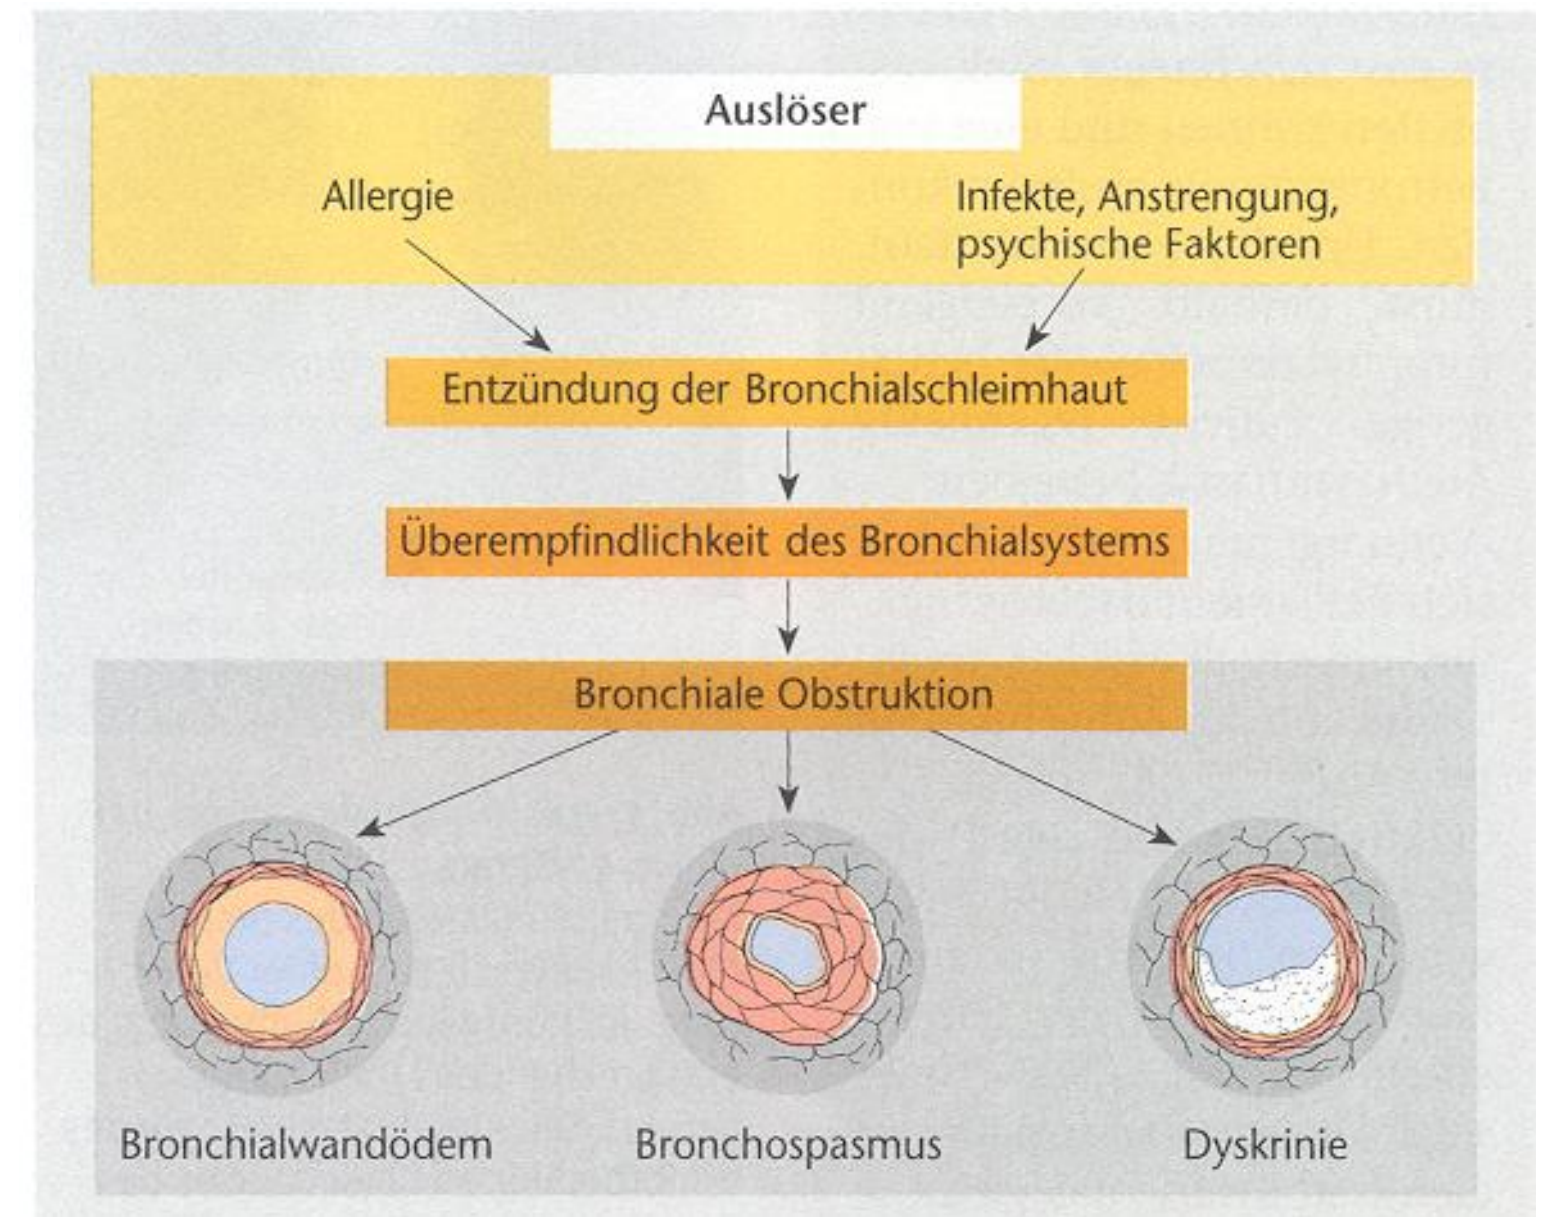 Auslöser
Allergie
Infekte, Anstrengung,
psychische Faktoren
Entzündung der Bronchialschleimhaut
Überempfindlichkeit des Bronchialsystems
Bronchiale Obstruktion
Bronchialwandödem
Bronchospasmus
Dyskrinie